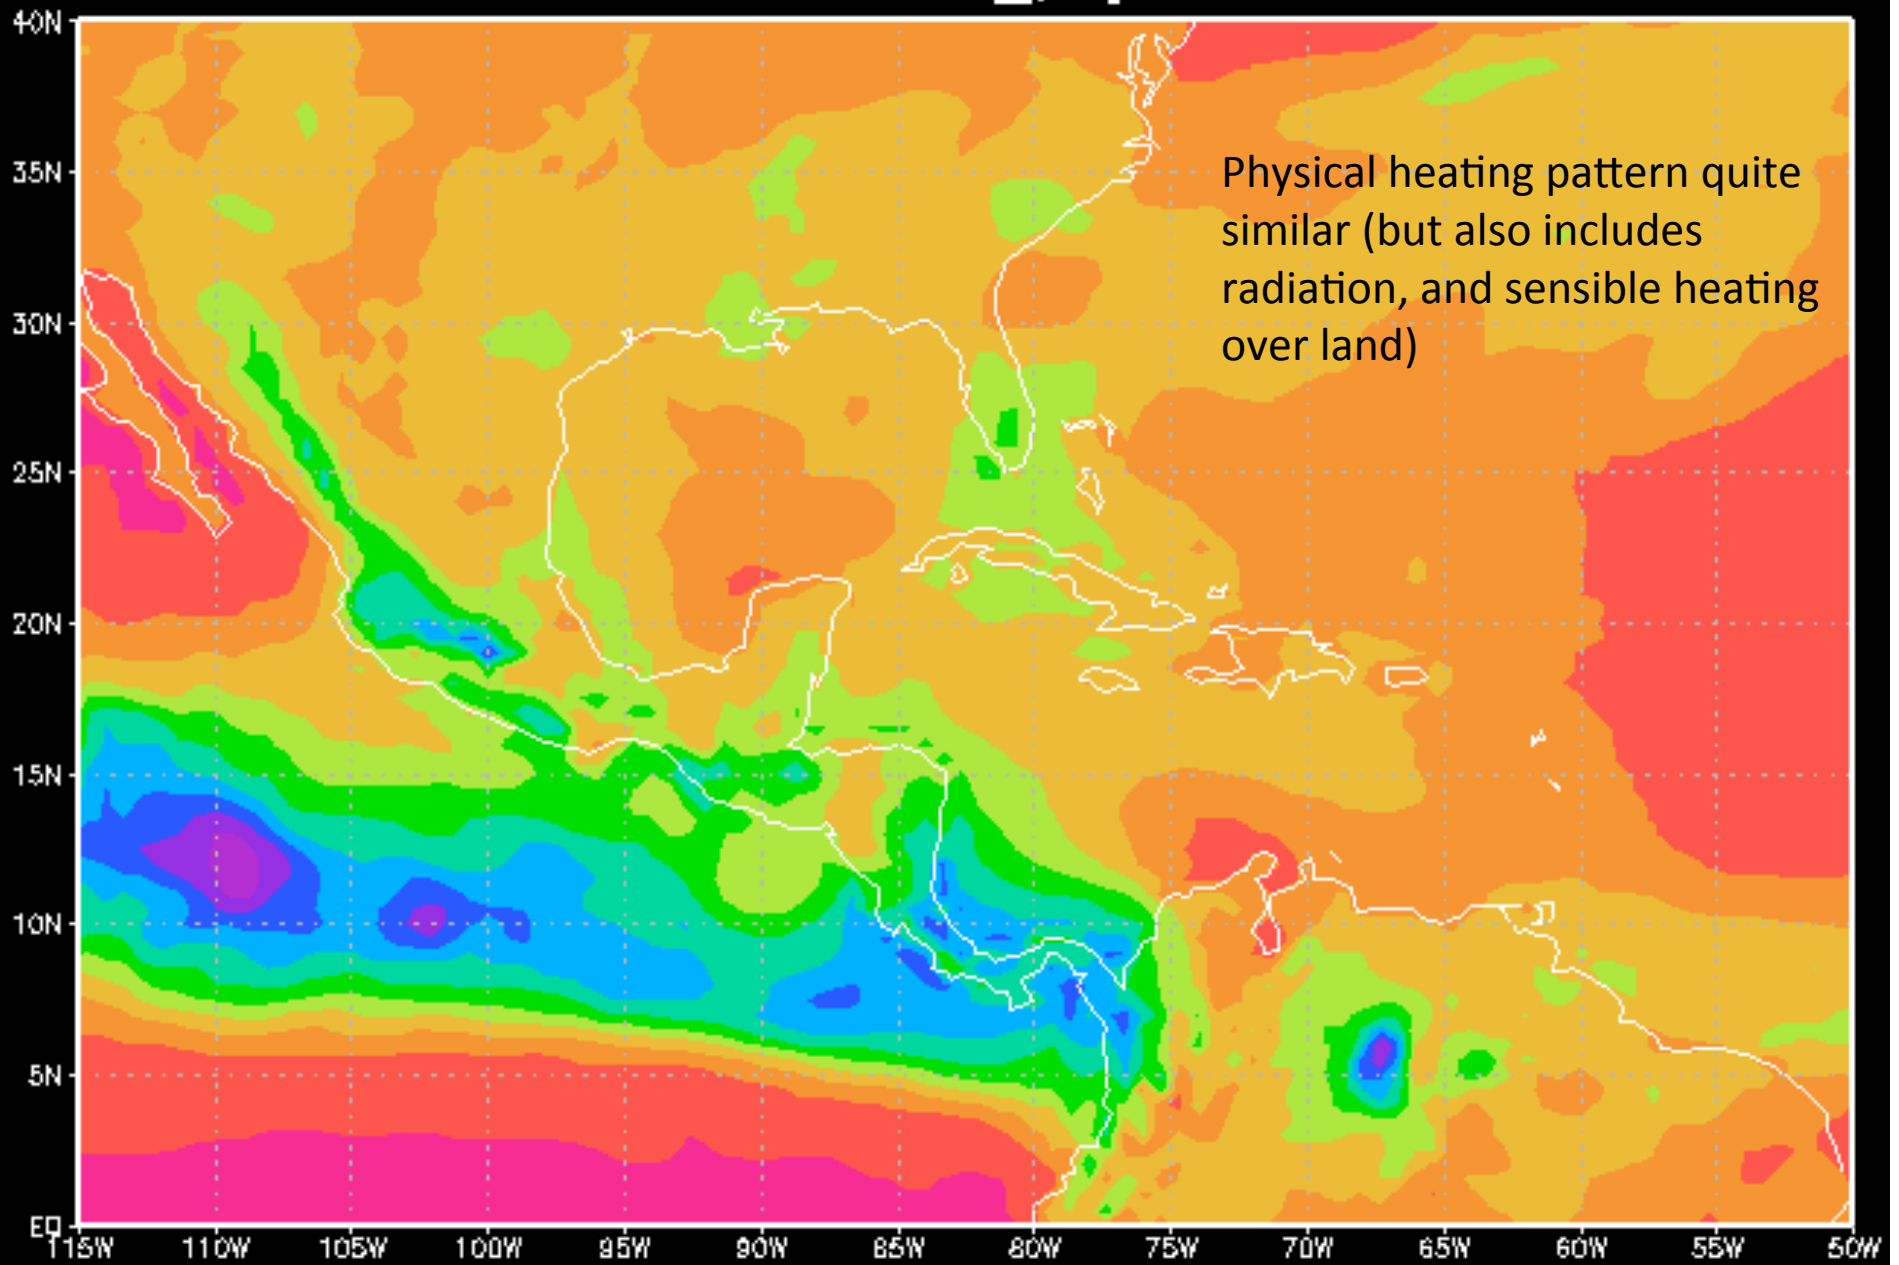 40N
Physical heating pattern quite
similar (but also includes
radiation, and sensible heating
over land)
35N
30N
25N
20N
15N
10N
5N
EQ
115W 110W 105W 100W 95W 90W 85W 80W 75W 70W 65W 60W 55W 50W